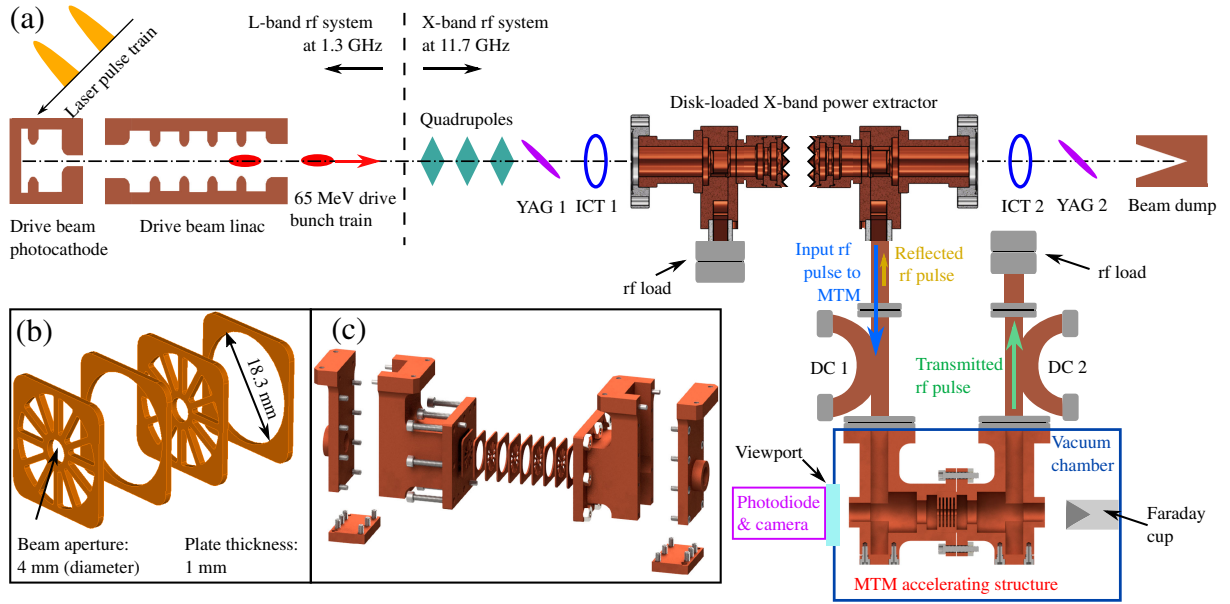 (a)
Laser pulse train
L-band rf system
at 1.3 GHz
X-band rf system
at 11.7 GHz
Disk-loaded X-band power extractor
Quadrupoles
YAG 1
ICT 1
ICT 2
YAG 2
Beam dump
Drive beam
photocathode
Drive beam linac
65 MeV drive
bunch train
rf load
Input rf
pulse to
MTM
Reflected
rf pulse
rf load
DC 1
Transmitted
rf pulse
DC 2
(b)
18.3 mm
Beam aperture:
4 mm (diameter)
Plate thickness:
1 mm
(c)
Viewport
Vacuum
chamber
Photodiode
& camera
Faraday
cup
MTM accelerating structure